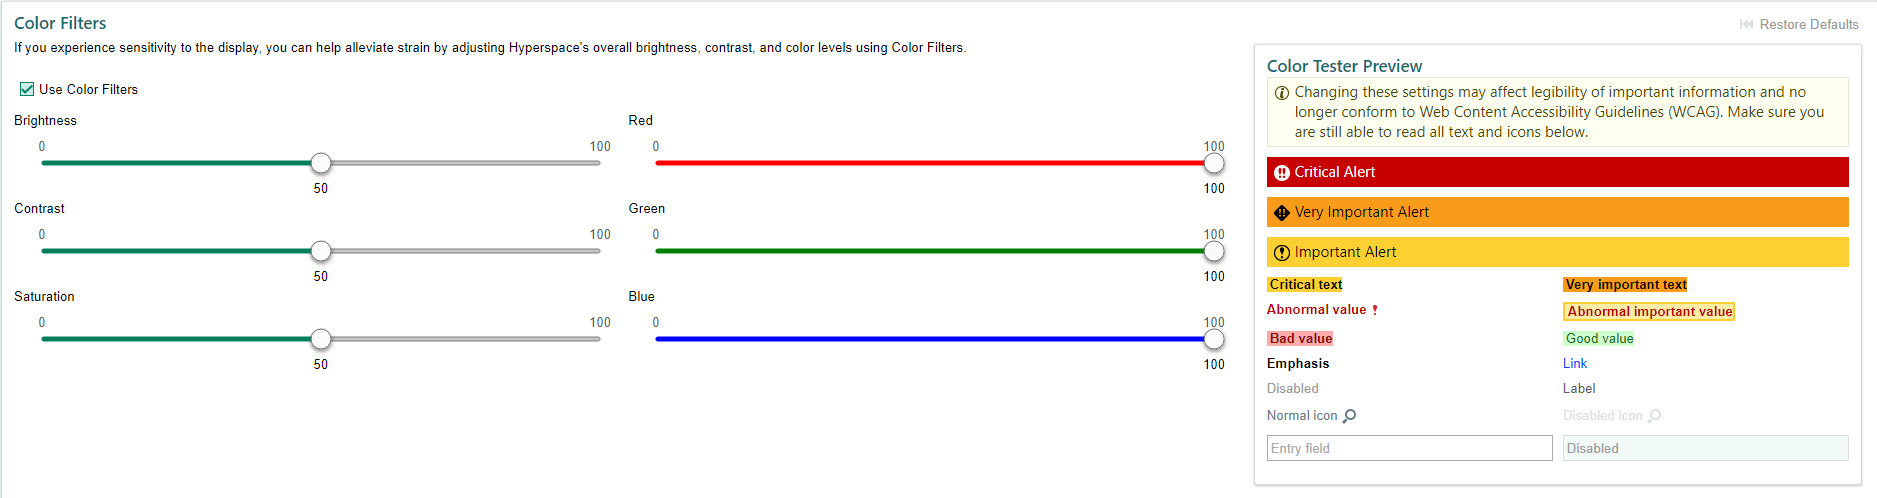 Color Filters
Restore Defaults
If you experience sensitivity to the display, you can help alleviate strain by adjusting Hyperspace's overall brightness, contrast, and color levels using Color Filters.
Use Color Filters
Brightness
0 100
50
Contrast
0 100
50
Saturation
0 100
50
Red
0 100
100
Green
0 100
100
Blue
0 100
100
Color Tester Preview
Changing these settings may affect legibility of important information and no
longer conform to Web Content Accessibility Guidelines (WCAG). Make sure you
are still able to read all text and icons below.
Critical Alert
Very Important Alert
Important Alert
Critical text Very important text
Abnormal value Abnormal important value
Bad value Good value
Emphasis Link
Disabled Label
Normal icon Disabled icon
Entry field Disabled